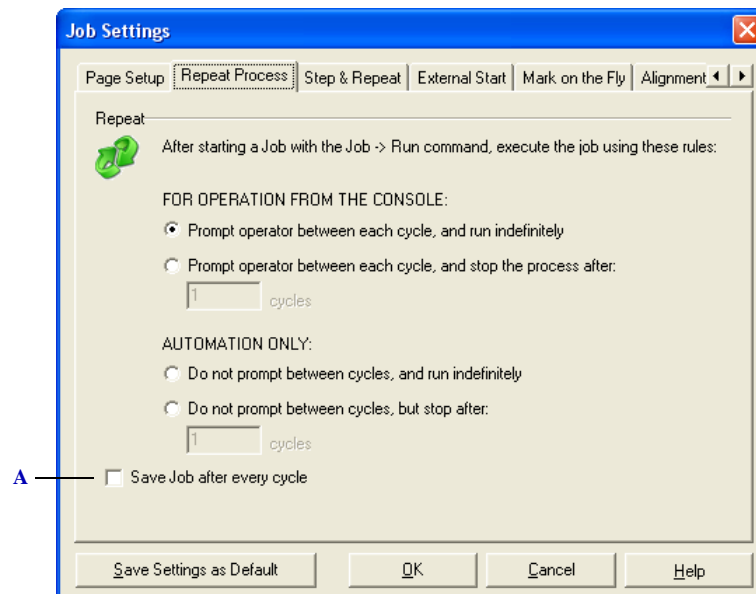 Job Settings
Page Setup Repeat Process Step & Repeat External Start Mark on the Fly Alignment
Repeat
After starting a Job with the Job -> Run command, execute the job using these rules:
FOR OPERATION FROM THE CONSOLE:
Prompt operator between each cycle, and run indefinitely
Prompt operator between each cycle, and stop the process after:
1 cycles
AUTOMATION ONLY:
Do not prompt between cycles, and run indefinitely
Do not prompt between cycles, but stop after:
1 cycles
A Save Job after every cycle
Save Settings as Default OK Cancel Help